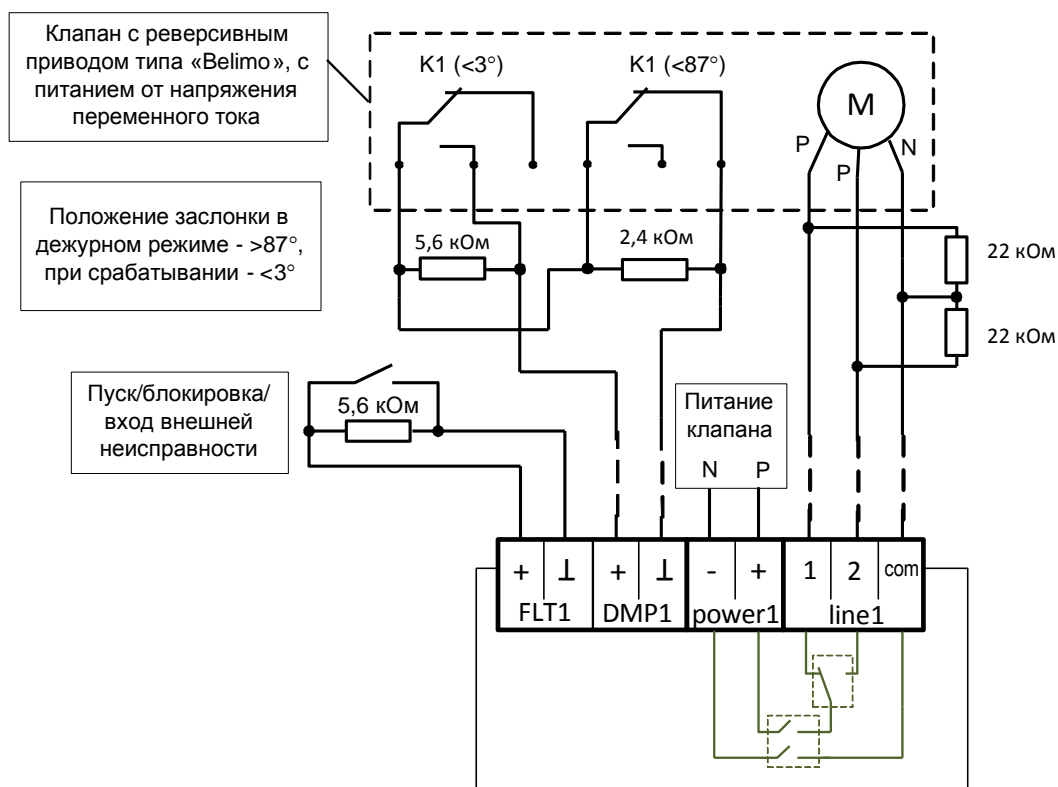 Клапан с реверсивным
приводом типа «Belimo», с
питанием от напряжения
переменного тока
K1 (<3°)
K1 (<87°)
M
P
P
N
Положение заслонки в
дежурном режиме - >87°,
при срабатывании - <3°
5,6 кОм
2,4 кОм
22 кОм
22 кОм
Пуск/блокировка/
вход внешней
неисправности
5,6 кОм
Питание
клапана
N P
+ ⊥ + ⊥ - + 1 2 com
FLT1 DMP1 power1 line1